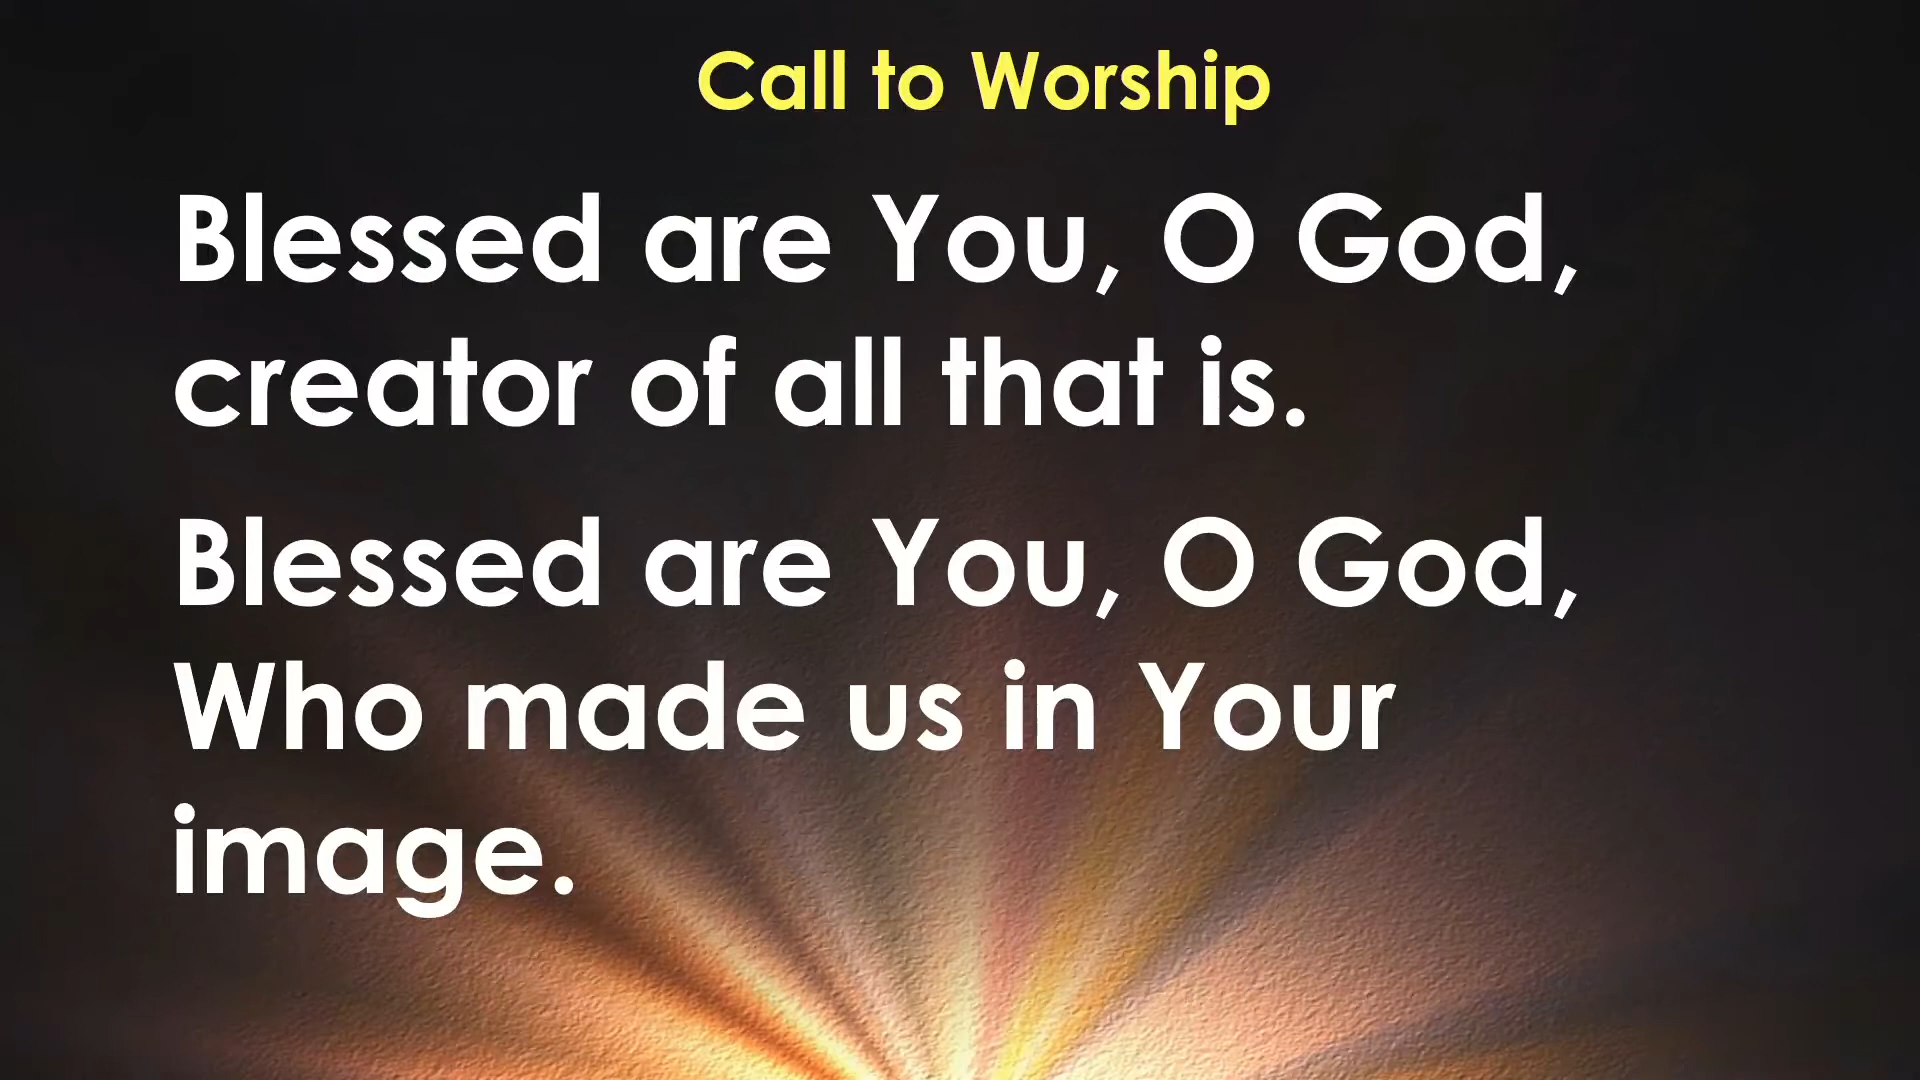 Call to Worship
Blessed are You, O God,
creator of all that is.
Blessed are You, O God,
Who made us in Your
image.